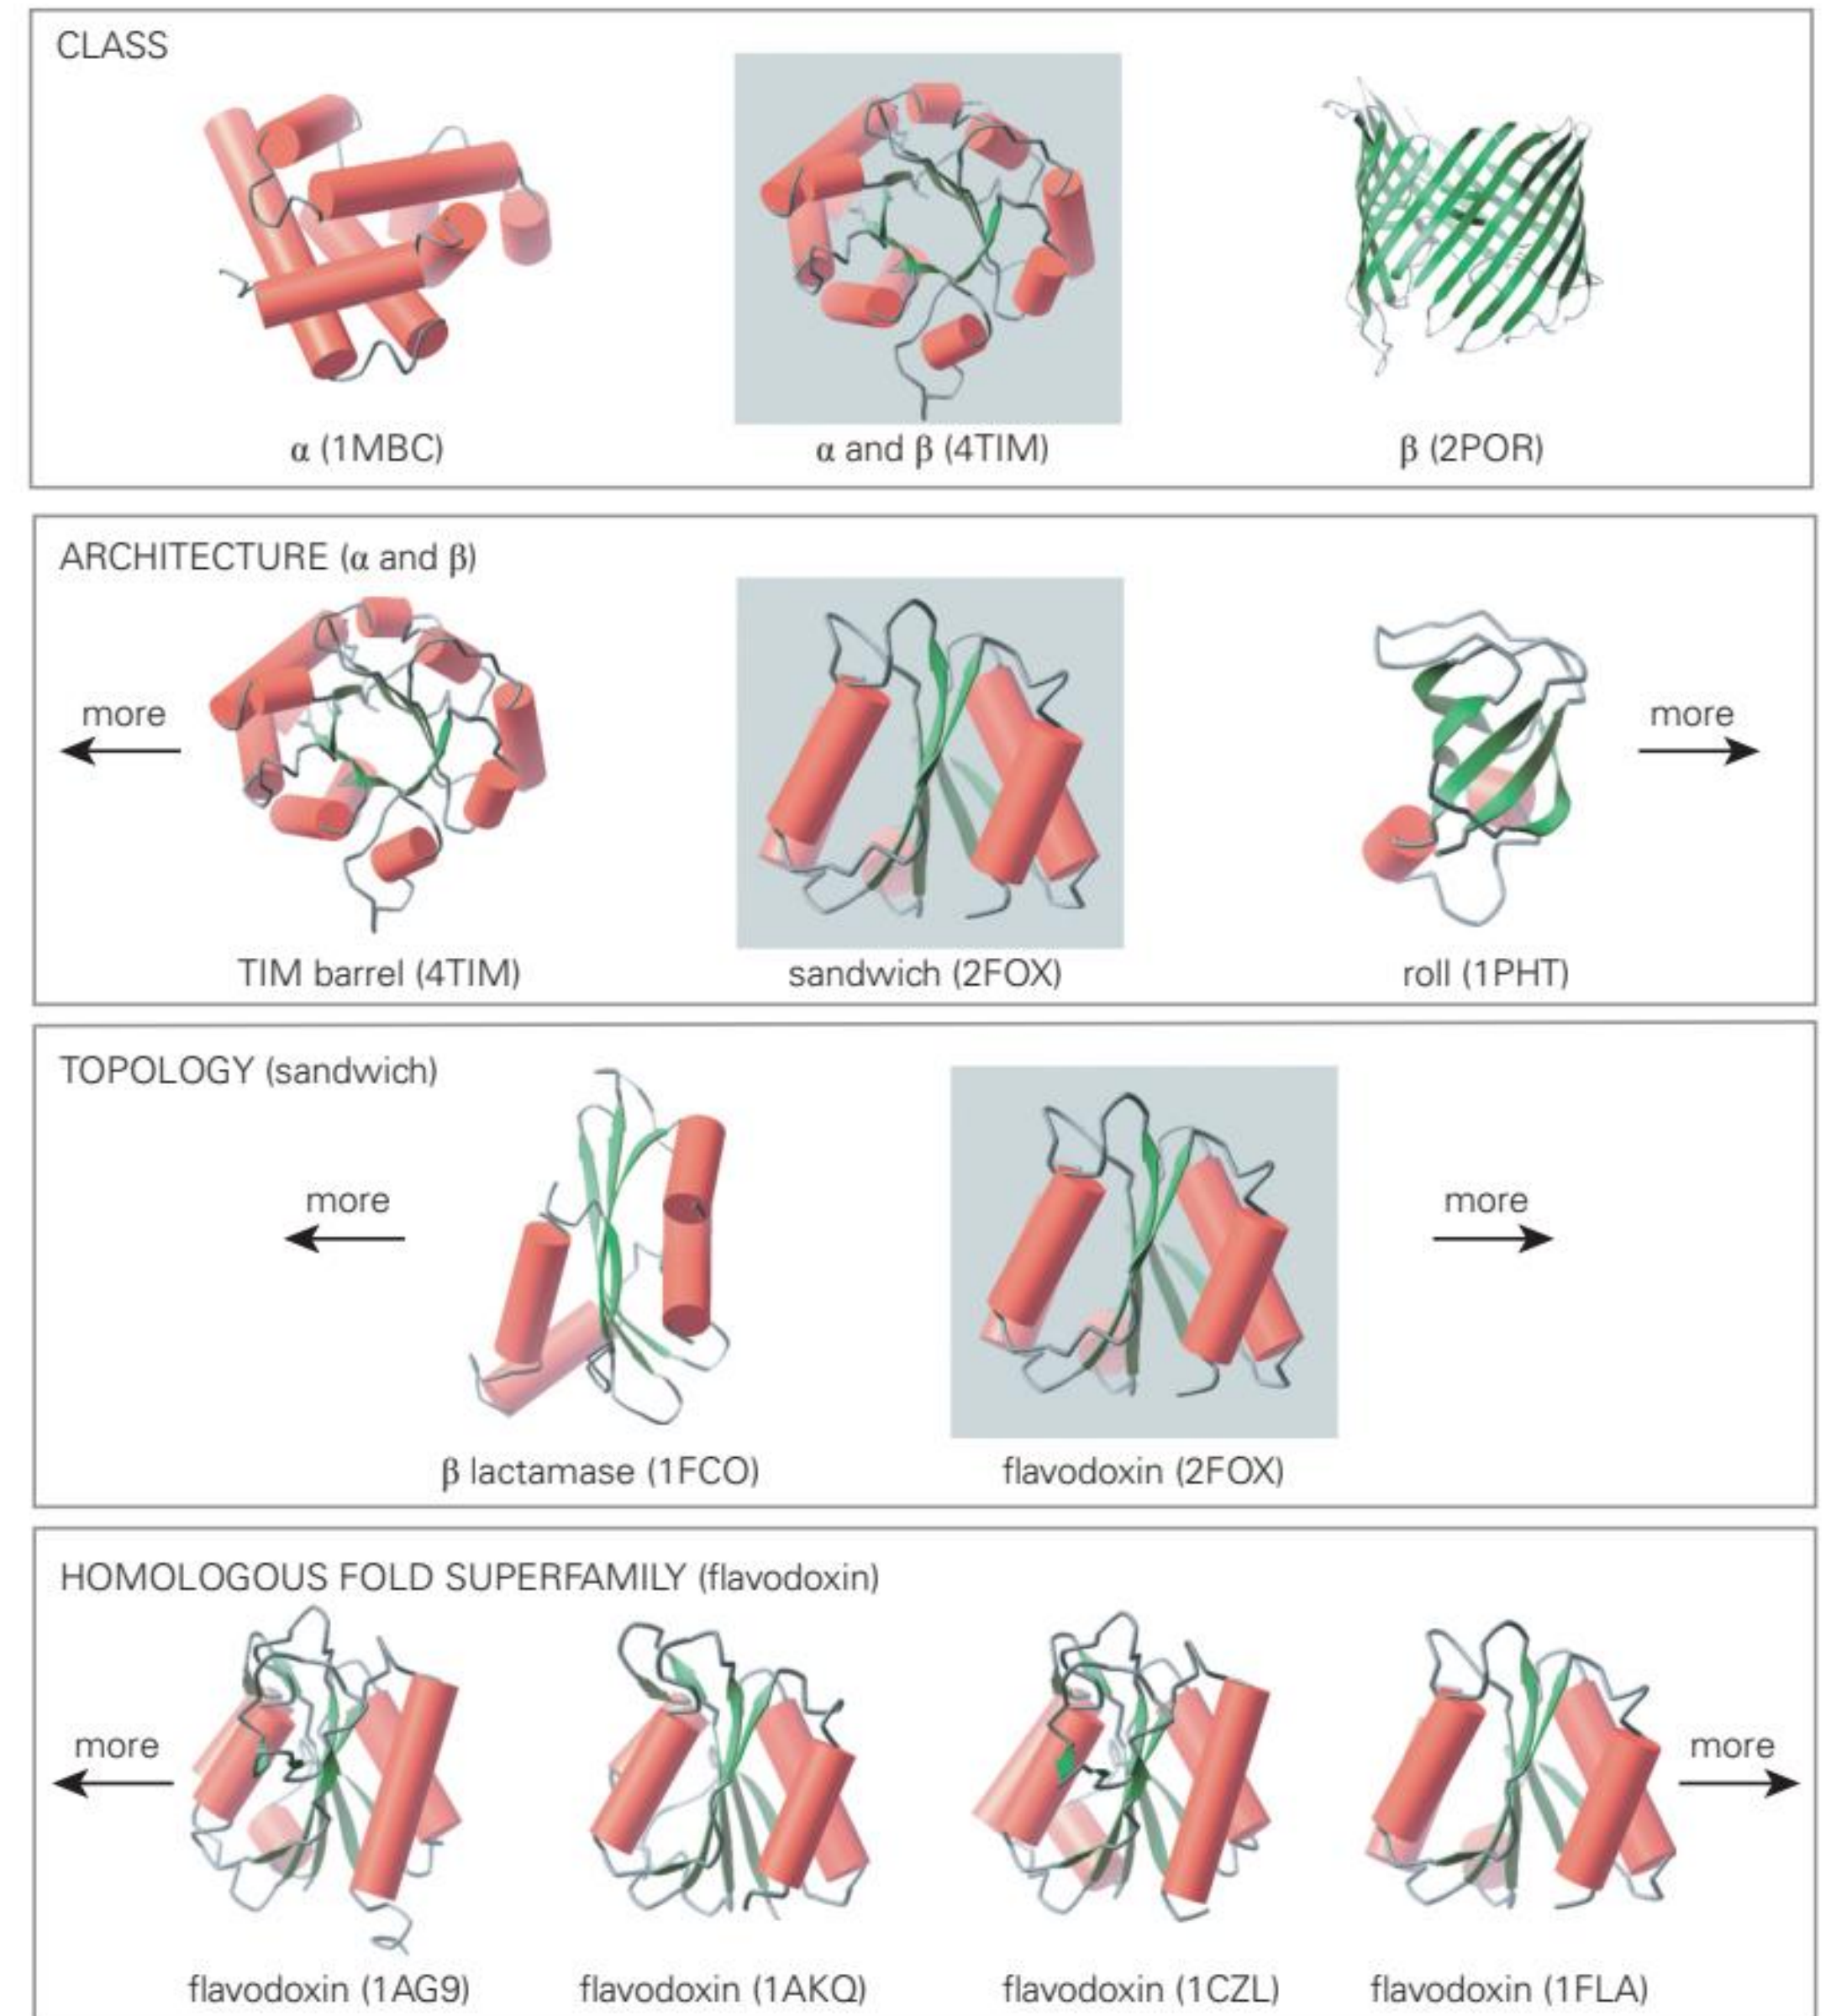 CLASS
α (1MBC)
α and β (4TIM)
β (2POR)
ARCHITECTURE (α and β)
more
more
TIM barrel (4TIM)
sandwich (2FOX)
roll (1PHT)
TOPOLOGY (sandwich)
more
more
β lactamase (1FCO)
flavodoxin (2FOX)
HOMOLOGOUS FOLD SUPERFAMILY (flavodoxin)
more
more
flavodoxin (1AG9)
flavodoxin (1AKQ)
flavodoxin (1CZL)
flavodoxin (1FLA)